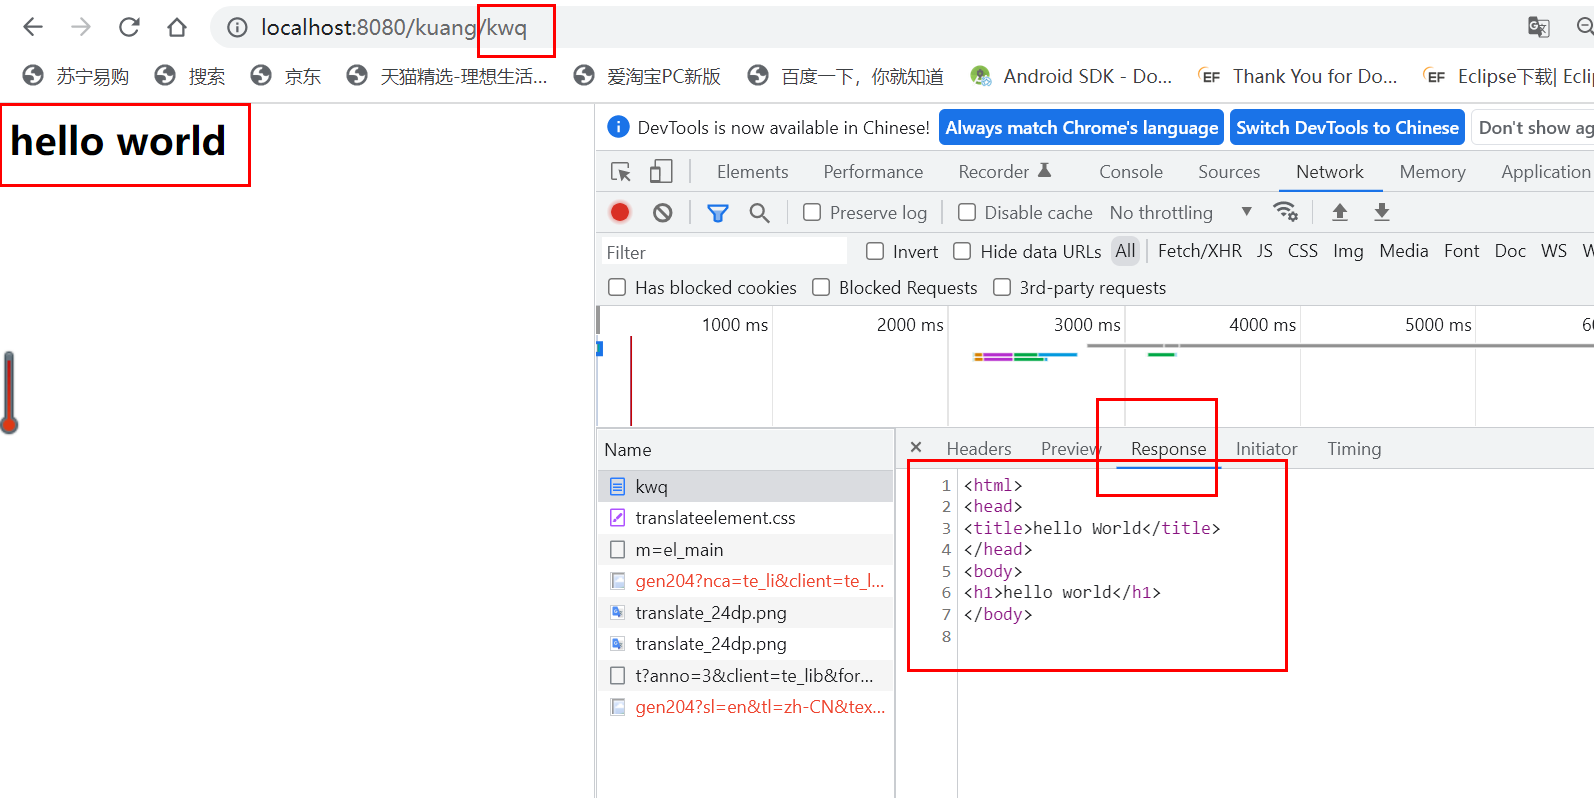 localhost:8080/kuang/kwq
苏宁易购 搜索 京东 天猫精选-理想生活... 爱淘宝PC新版 百度一下，你就知道 Android SDK - Do... EF Thank You for Do... EF Eclipse下载| Ecli
hello world
DevTools is now available in Chinese! Always match Chrome's language Switch DevTools to Chinese Don't show ag
Elements Performance Recorder Console Sources Network Memory Application
Preserve log Disable cache No throttling
Filter Invert Hide data URLs All Fetch/XHR JS CSS Img Media Font Doc WS W
Has blocked cookies Blocked Requests 3rd-party requests
1000 ms 2000 ms 3000 ms 4000 ms 5000 ms 60
Name
kwq
translateelement.css
m=el_main
gen204?nca=te_li&client=te_l...
translate_24dp.png
translate_24dp.png
t?anno=3&client=te_lib&for...
gen204?sl=en&tl=zh-CN&tex...
× Headers Preview Response Initiator Timing
1 <html>
2 <head>
3 <title>hello World</title>
4 </head>
5 <body>
6 <h1>hello world</h1>
7 </body>
8